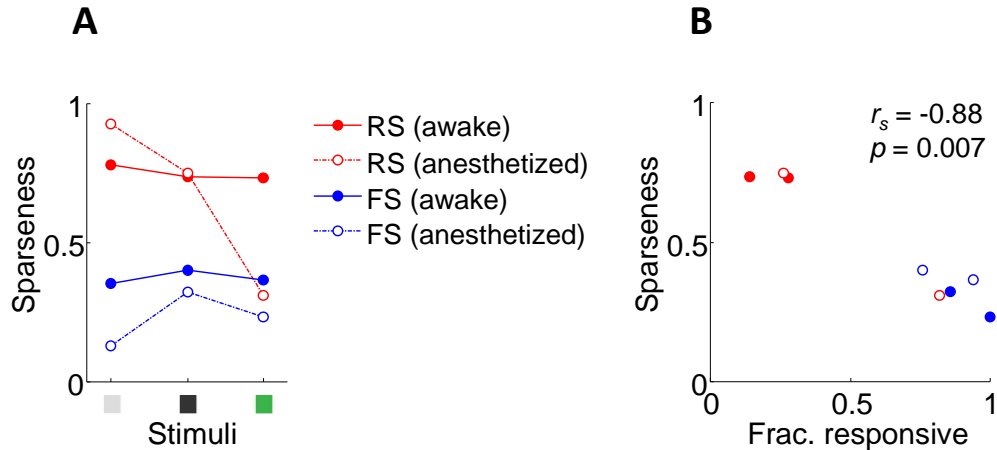 A
1
0.5
0
Sparseness
Stimuli
RS (awake)
RS (anesthetized)
FS (awake)
FS (anesthetized)
B
1
0.5
0
Sparseness
r_s = -0.88
p = 0.007
0 0.5 1
Frac. responsive